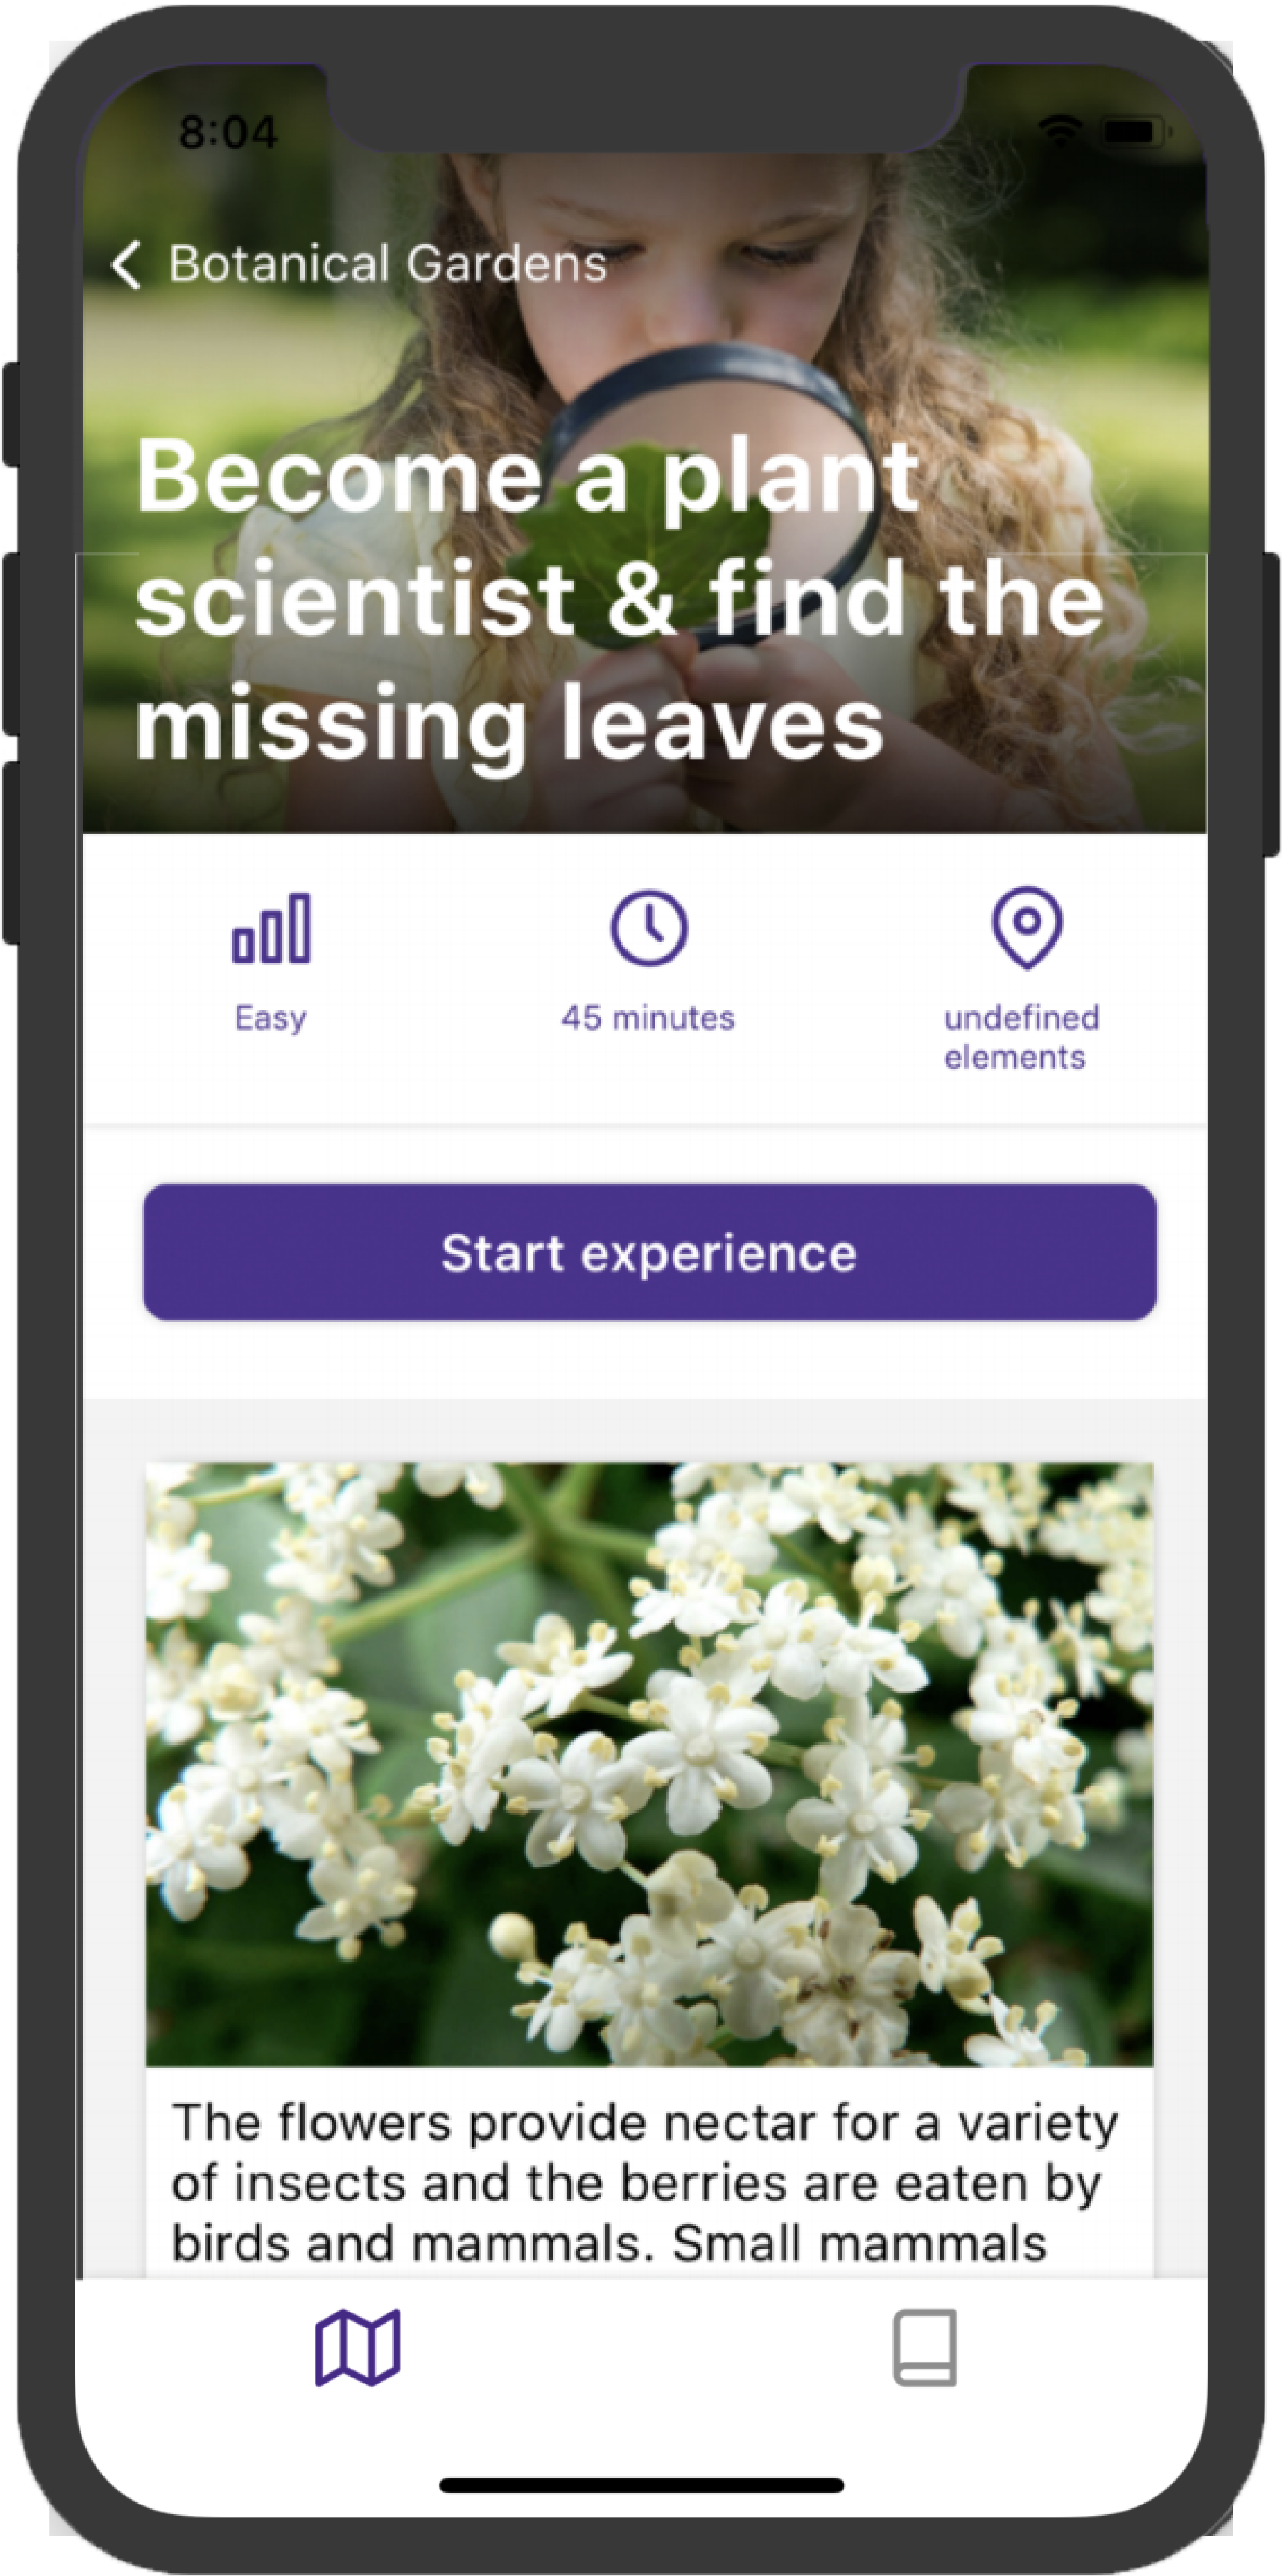 8:04
Botanical Gardens
Become a plant
scientist & find the
missing leaves
Easy
45 minutes
undefined
elements
Start experience
The flowers provide nectar for a variety
of insects and the berries are eaten by
birds and mammals. Small mammals